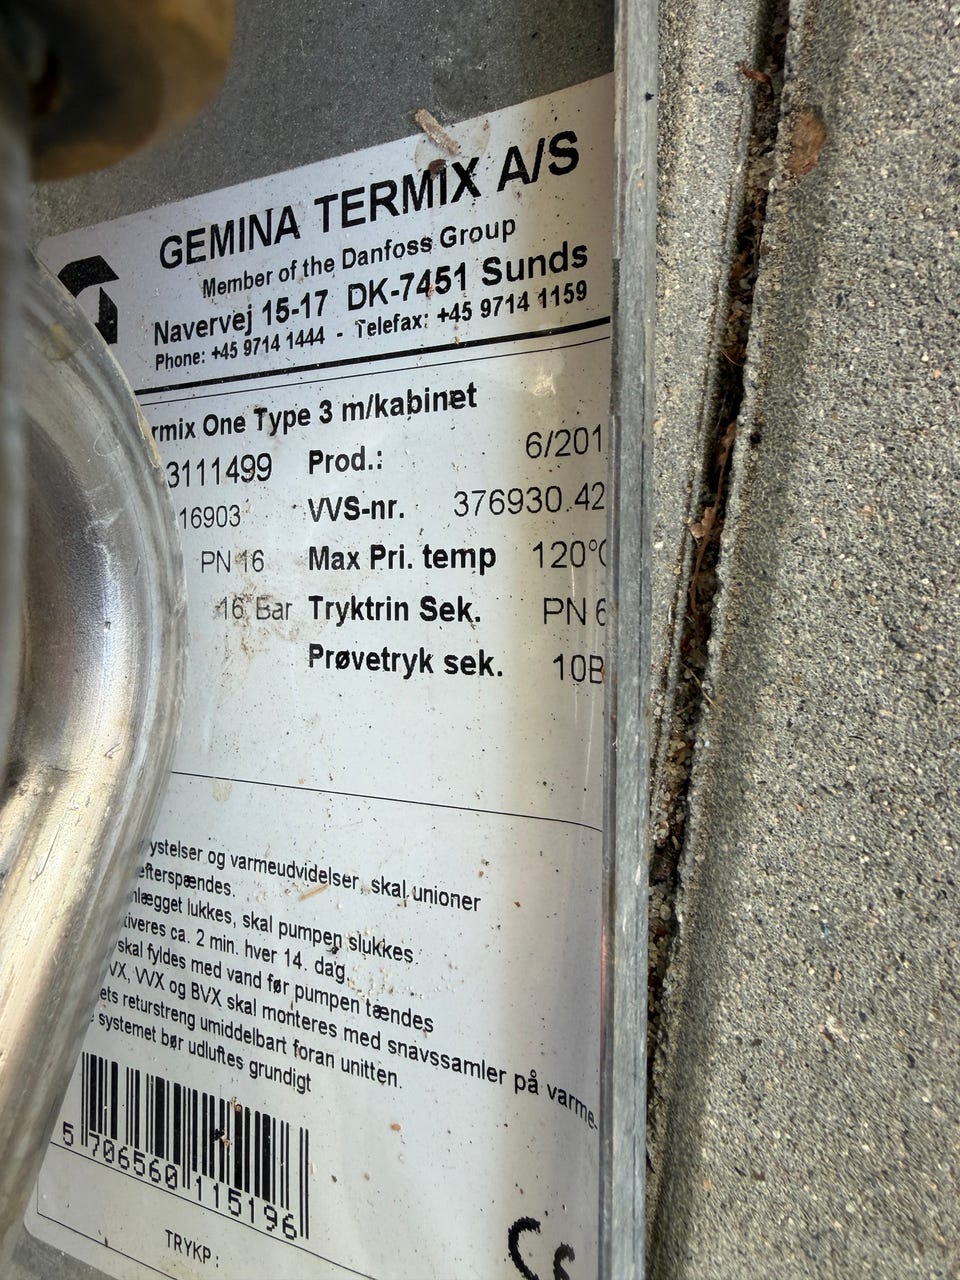 GEMINA TERMIX A/S
Member of the Danfoss Group
Navervej 15-17 DK-7451 Sunds
Phone: +45 9714 1444 - Telefax: +45 9714 1159
rmix One Type 3 m/kabinet
3111499 Prod.: 6/201
16903 VVS-nr. 376930.42
PN 16 Max Pri. temp 120°C
16 Bar Tryktrin Sek. PN 6
Prøvetryk sek. 10B
ystelser og varmeudvidelser, skal unioner
efterspændes.
nlægget lukkes, skal pumpen slukkes.
tiveres ca. 2 min. hver 14. dag.
skal fyldes med vand før pumpen tændes
VX, VVX og BVX skal monteres med snavssamler på varme-
ets returstreng umiddelbart foran unitten.
systemet bør udluftes grundigt
5 706560 115196
TRYKP:
CE